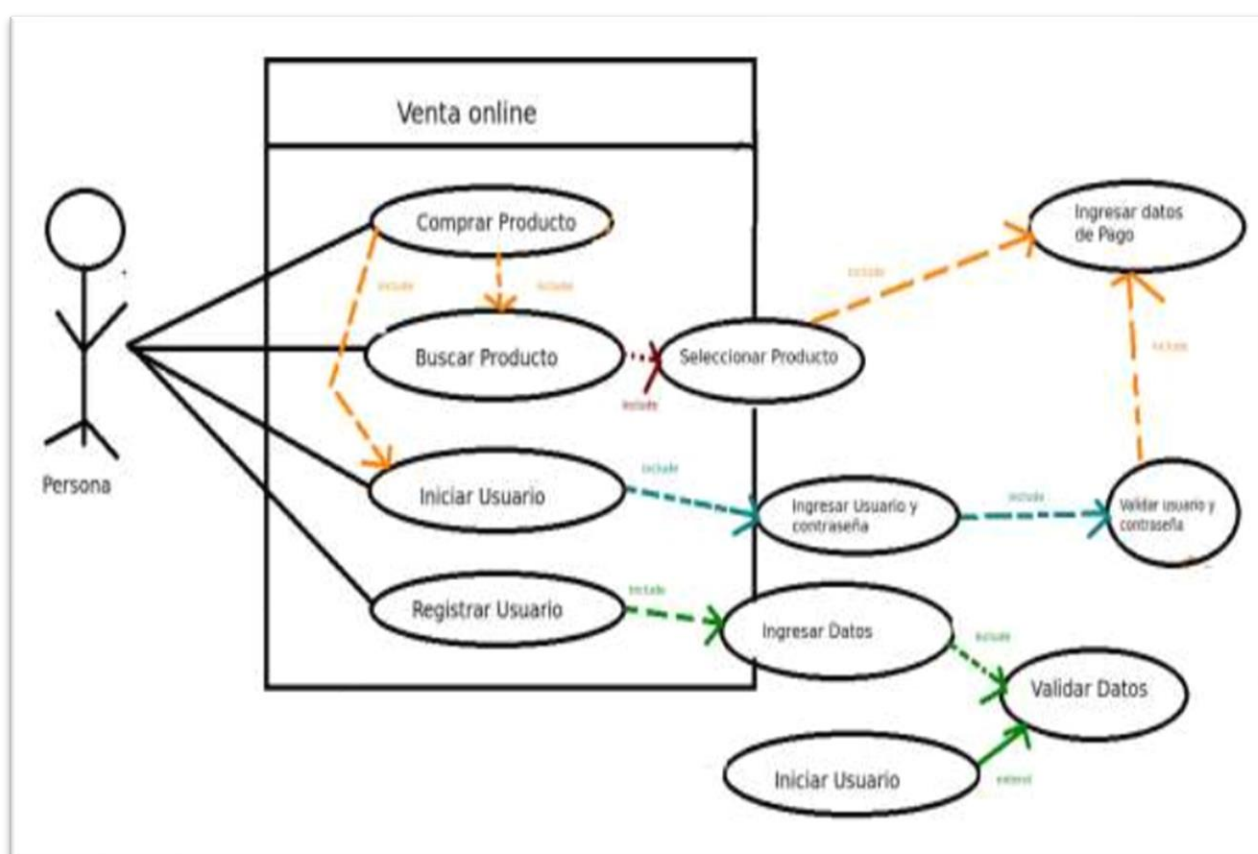 Venta online
Comprar Producto
Ingresar datos
de Pago
include
include
include
Buscar Producto
Seleccionar Producto
include
include
Persona
Iniciar Usuario
include
Ingresar Usuario y
contraseña
include
Validar usuario y
contraseña
Registrar Usuario
include
Ingresar Datos
include
Validar Datos
Iniciar Usuario
extend